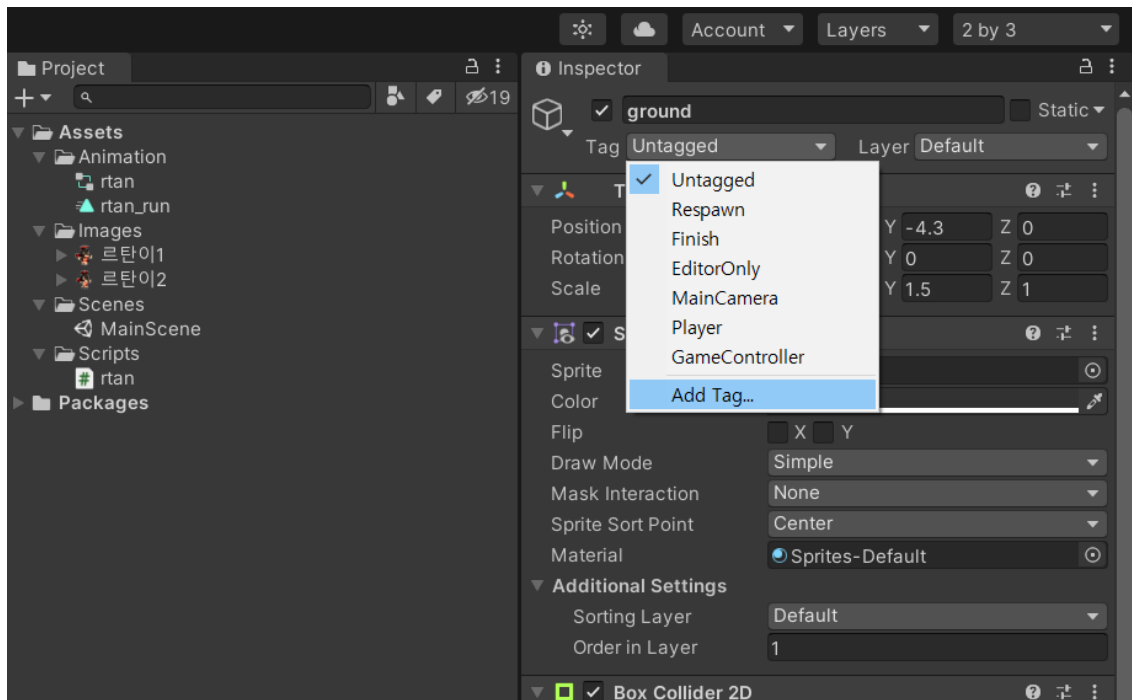 Account Layers 2 by 3
Project
19
Assets
Animation
rtan
rtan_run
Images
르탄이1
르탄이2
Scenes
MainScene
Scripts
# rtan
Packages
Inspector
ground Static
Tag Untagged Layer Default
Untagged
Respawn
Finish
EditorOnly
MainCamera
Player
GameController
Add Tag...
T
Position Y -4.3 Z 0
Rotation Y 0 Z 0
Scale Y 1.5 Z 1
S
Sprite
Color
Flip X Y
Draw Mode Simple
Mask Interaction None
Sprite Sort Point Center
Material Sprites-Default
Additional Settings
Sorting Layer Default
Order in Layer 1
Box Collider 2D